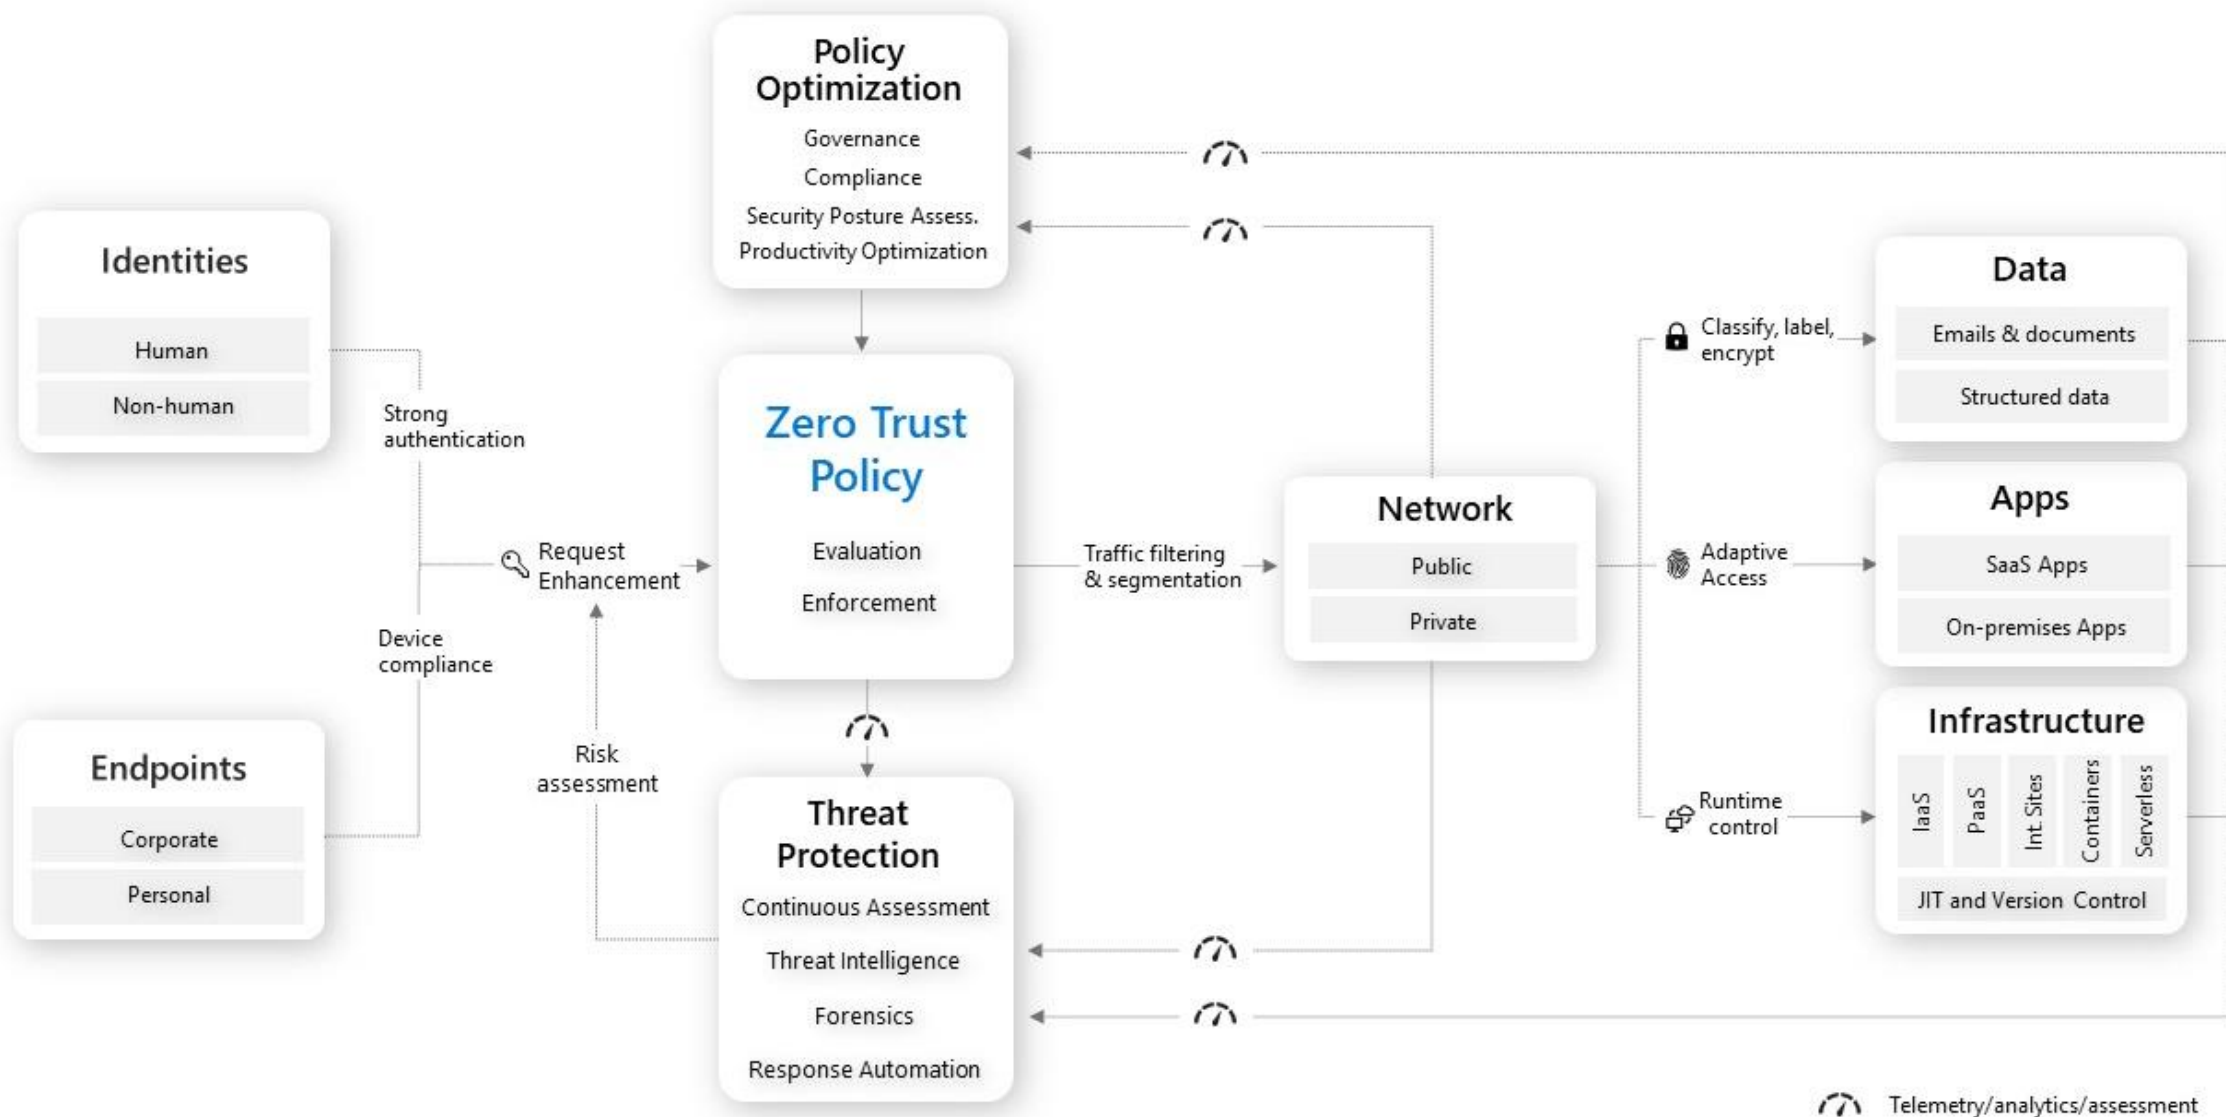 Policy
Optimization
Governance
Compliance
Security Posture Assess.
Productivity Optimization
Identities
Human
Non-human
Strong
authentication
Device
compliance
Endpoints
Corporate
Personal
Request
Enhancement
Risk
assessment
Zero Trust
Policy
Evaluation
Enforcement
Threat
Protection
Continuous Assessment
Threat Intelligence
Forensics
Response Automation
Traffic filtering
& segmentation
Network
Public
Private
Classify, label,
encrypt
Adaptive
Access
Runtime
control
Data
Emails & documents
Structured data
Apps
SaaS Apps
On-premises Apps
Infrastructure
IaaS
PaaS
Int. Sites
Containers
Serverless
JIT and Version Control
Telemetry/analytics/assessment